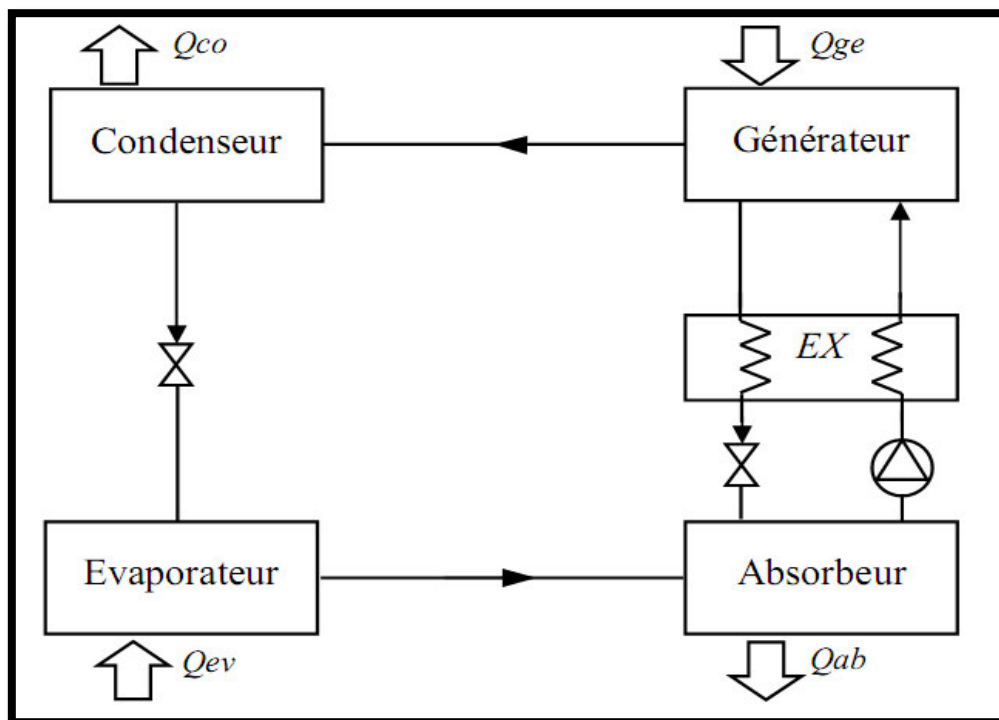 Qco
Qge
Condenseur
Générateur
EX
Evaporateur
Absorbeur
Qev
Qab